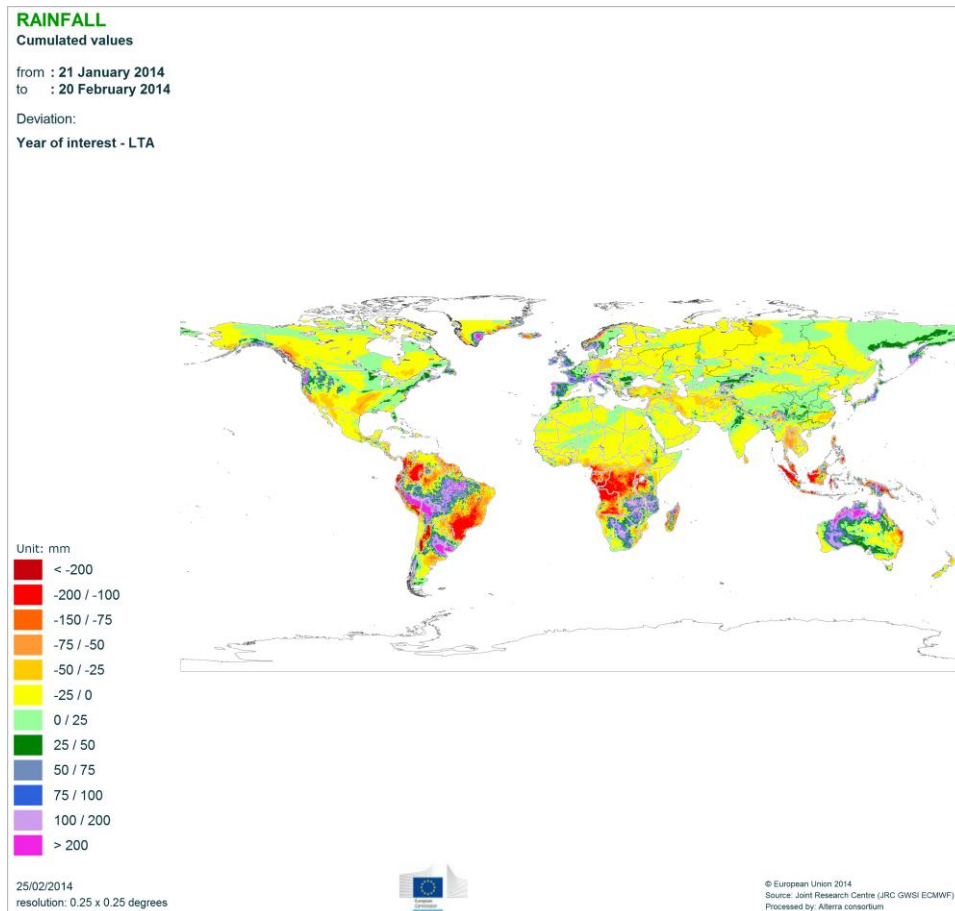 RAINFALL
Cumulated values
from : 21 January 2014
to : 20 February 2014
Deviation:
Year of interest - LTA
Unit: mm
< -200
-200 / -100
-150 / -75
-75 / -50
-50 / -25
-25 / 0
0 / 25
25 / 50
50 / 75
75 / 100
100 / 200
> 200
25/02/2014
resolution: 0.25 x 0.25 degrees
European
Commission
© European Union 2014
Source: Joint Research Centre (JRC GWSI ECMWF)
Processed by: Alterra consortium